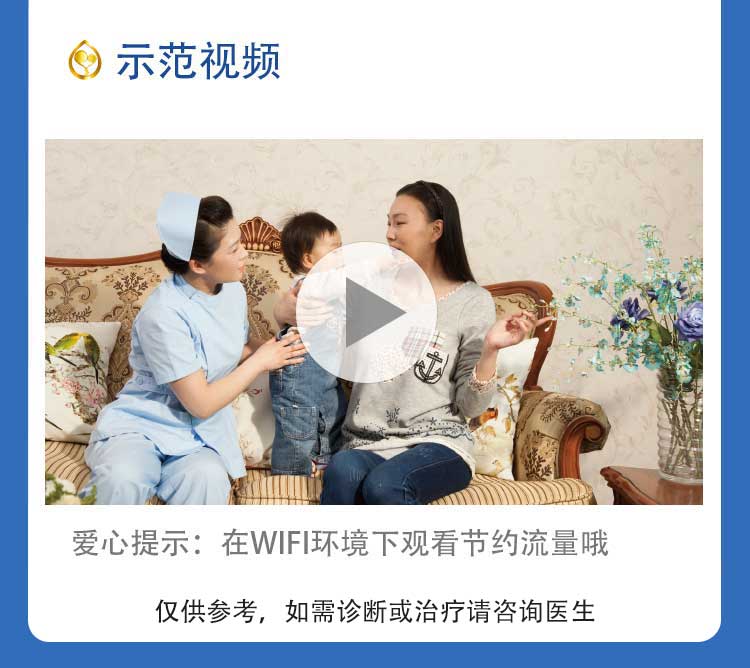 示范视频
爱心提示：在WIFI环境下观看节约流量哦
仅供参考，如需诊断或治疗请咨询医生